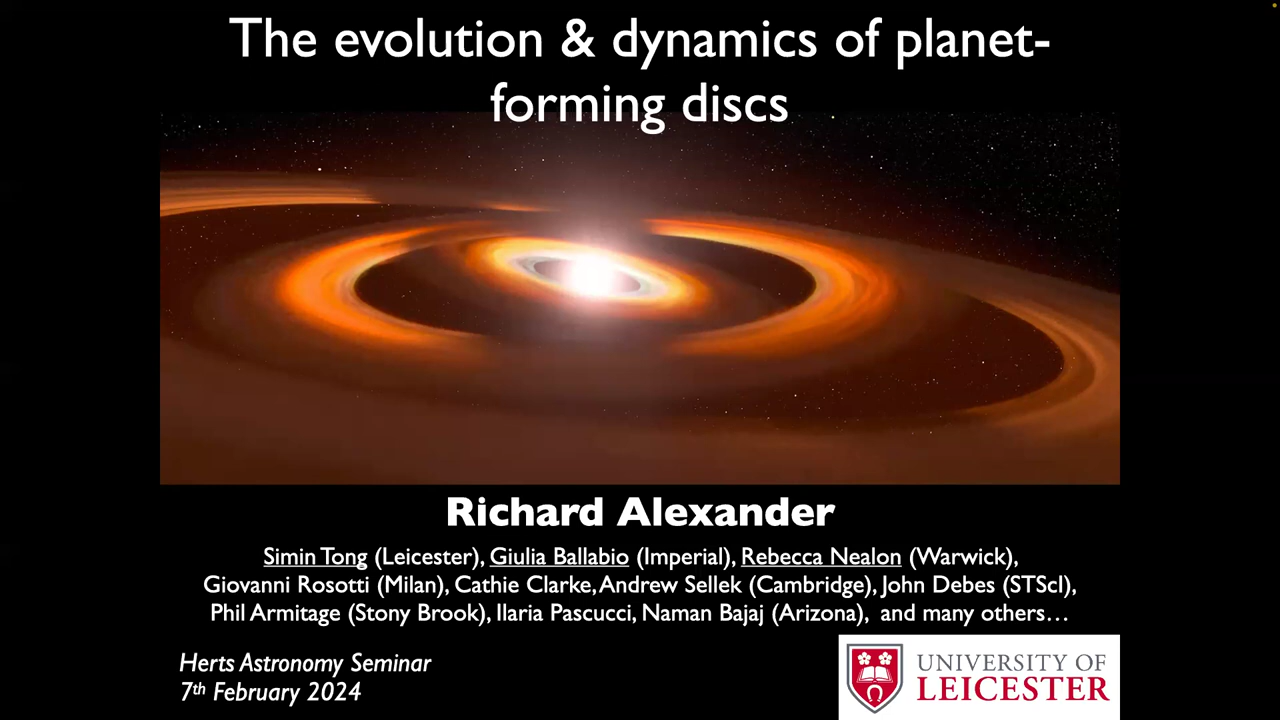 The evolution & dynamics of planet-
forming discs
Richard Alexander
Simin Tong (Leicester), Giulia Ballabio (Imperial), Rebecca Nealon (Warwick),
Giovanni Rosotti (Milan), Cathie Clarke, Andrew Sellek (Cambridge), John Debes (STScI),
Phil Armitage (Stony Brook), Ilaria Pascucci, Naman Bajaj (Arizona), and many others…
Herts Astronomy Seminar
7th February 2024
UNIVERSITY OF
LEICESTER